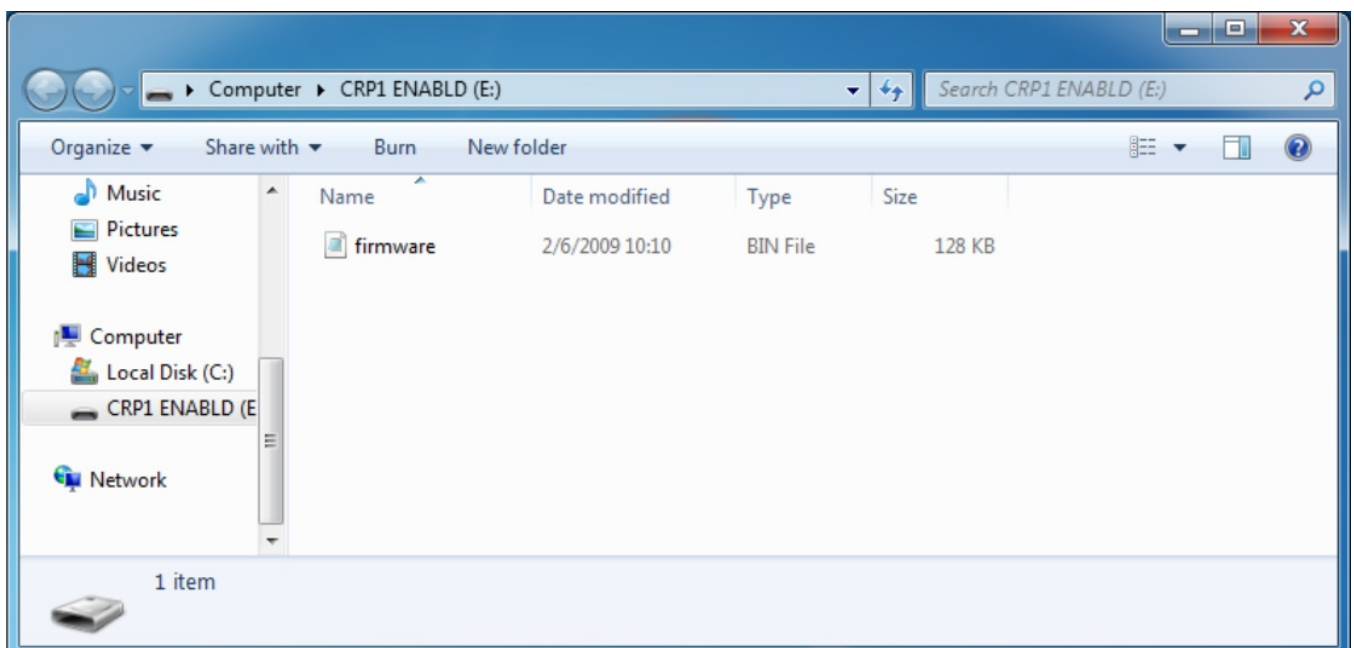 Computer CRP1 ENABLD (E:)
Search CRP1 ENABLD (E:)
Organize Share with Burn New folder
Music
Pictures
Videos
Computer
Local Disk (C:)
CRP1 ENABLD (E
Network
Name Date modified Type Size
firmware 2/6/2009 10:10 BIN File 128 KB
1 item